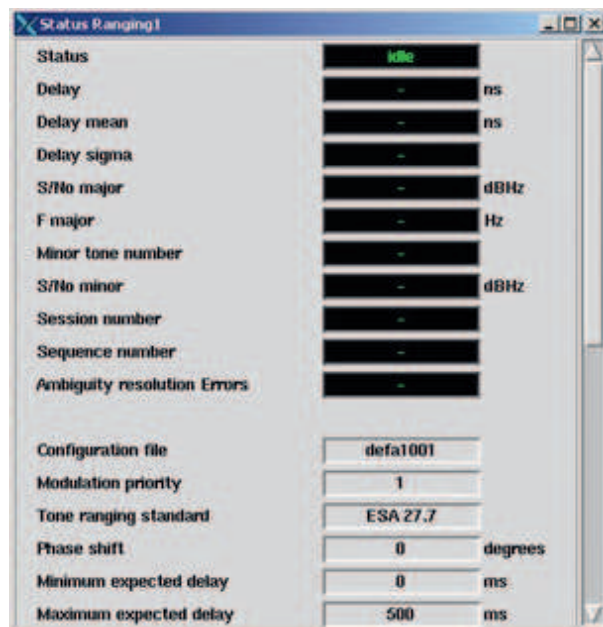 Status Ranging1
Status idle
Delay - ns
Delay mean - ns
Delay sigma -
S/No major - dBHz
F major - Hz
Minor tone number -
S/No minor - dBHz
Session number -
Sequence number -
Ambiguity resolution Errors -
Configuration file defa1001
Modulation priority 1
Tone ranging standard ESA 27.7
Phase shift 0 degrees
Minimum expected delay 0 ms
Maximum expected delay 500 ms